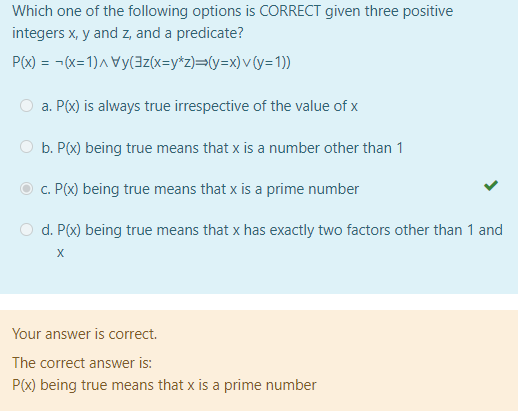 Which one of the following options is CORRECT given three positive
integers x, y and z, and a predicate?
P(x) = ¬(x=1)∧∀y(∃z(x=y*z)⇒(y=x)∨(y=1))
a. P(x) is always true irrespective of the value of x
b. P(x) being true means that x is a number other than 1
c. P(x) being true means that x is a prime number
d. P(x) being true means that x has exactly two factors other than 1 and
x
Your answer is correct.
The correct answer is:
P(x) being true means that x is a prime number